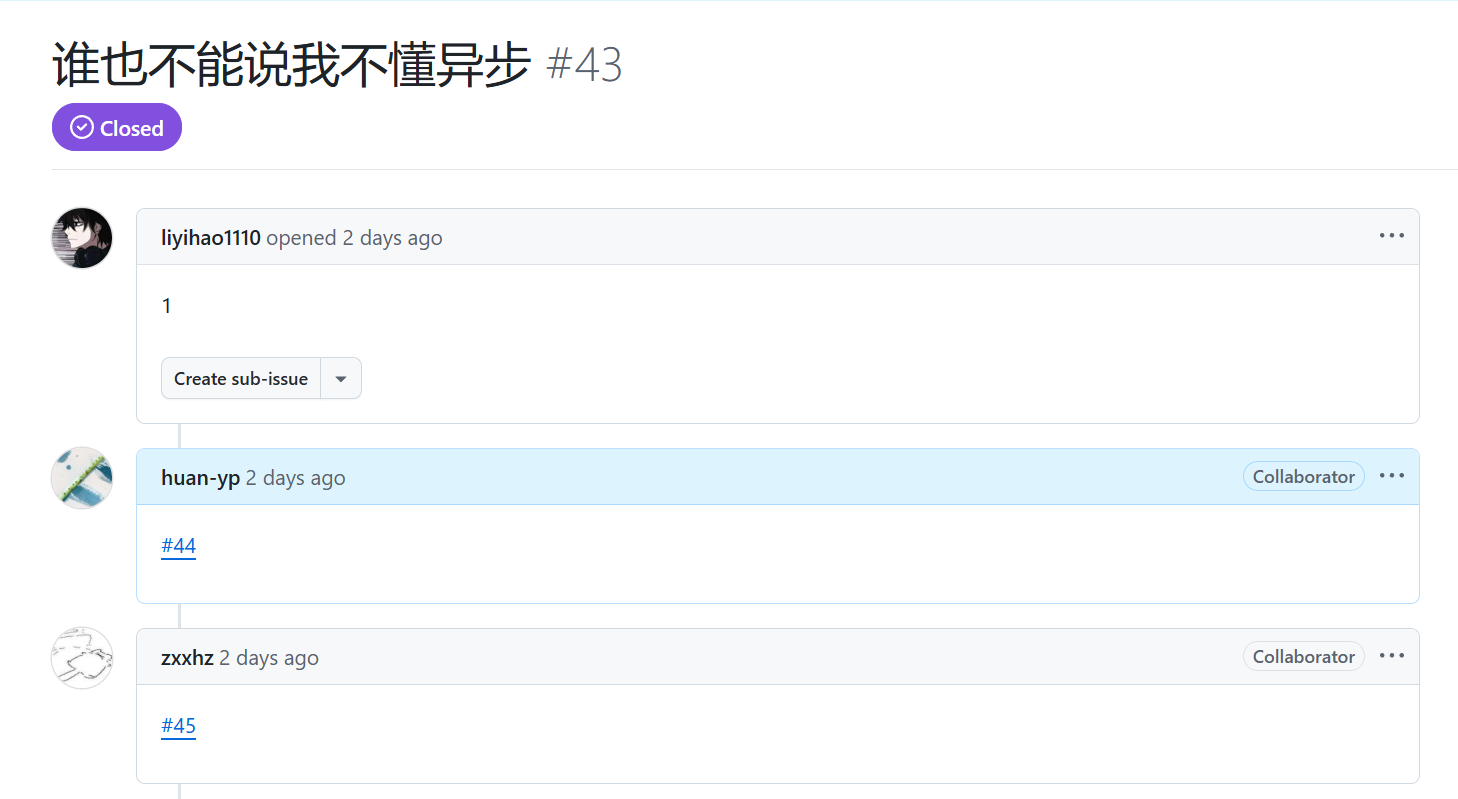 谁也不能说我不懂异步 #43
Closed
liyihao1110 opened 2 days ago
1
Create sub-issue
huan-yp 2 days ago Collaborator
#44
zxxhz 2 days ago Collaborator
#45